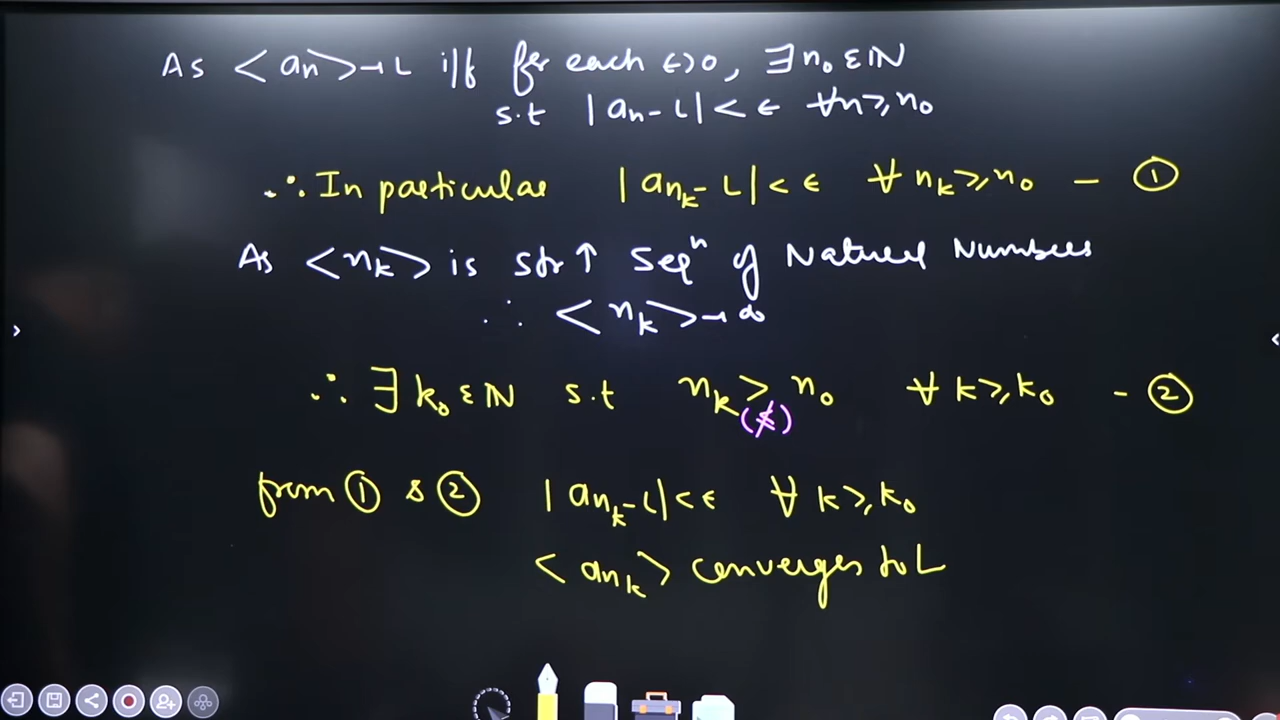 As <an>→L iff for each ε>0, ∃n₀ ∈ ℕ
s.t |an-L|<ε ∀n≥n₀
∴ In particular |aₙₖ-L|<ε ∀ nₖ≥n₀ - ①
As <nₖ> is str↑ Seqⁿ of Natural Numbers
∴ <nₖ>→∞
∴ ∃ k₀ ∈ ℕ s.t nₖ > n₀ ∀ k≥k₀ - ②
from ① & ② |aₙₖ-L|<ε ∀ k≥k₀
<aₙₖ> converges to L